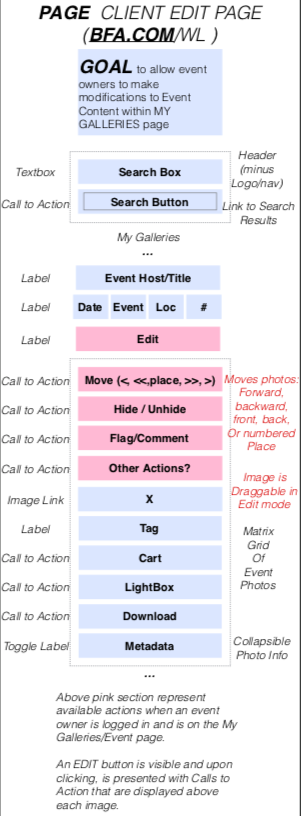 PAGE CLIENT EDIT PAGE
(BFA.COM/WL )
GOAL to allow event
owners to make
modifications to Event
Content within MY
GALLERIES page
Header
(minus
Logo/nav)
Textbox
Search Box
Call to Action
Search Button
Link to Search
Results
My Galleries
...
Label
Event Host/Title
Label
Date
Event
Loc
#
Label
Edit
Call to Action
Move (<, <<,place, >>, >)
Moves photos:
Forward,
backward,
front, back,
Or numbered
Place
Call to Action
Hide / Unhide
Call to Action
Flag/Comment
Call to Action
Other Actions?
Image is
Draggable in
Edit mode
Image Link
X
Label
Tag
Matrix
Grid
Of
Event
Photos
Call to Action
Cart
Call to Action
LightBox
Call to Action
Download
Toggle Label
Metadata
Collapsible
Photo Info
...
Above pink section represent
available actions when an event
owner is logged in and is on the My
Galleries/Event page.
An EDIT button is visible and upon
clicking, is presented with Calls to
Action that are displayed above
each image.